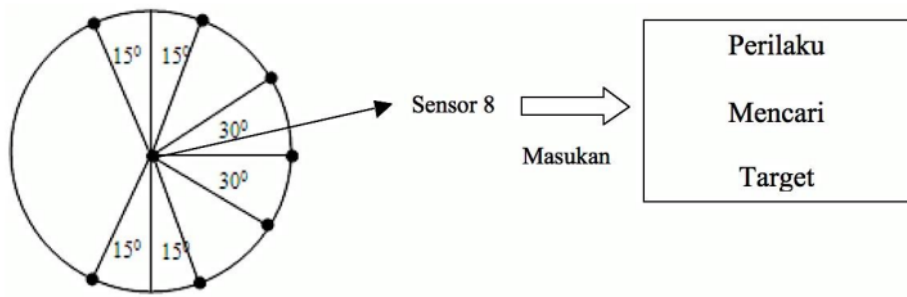 15⁰
15⁰
30⁰
30⁰
15⁰
15⁰
Sensor 8
Masukan
Perilaku
Mencari
Target